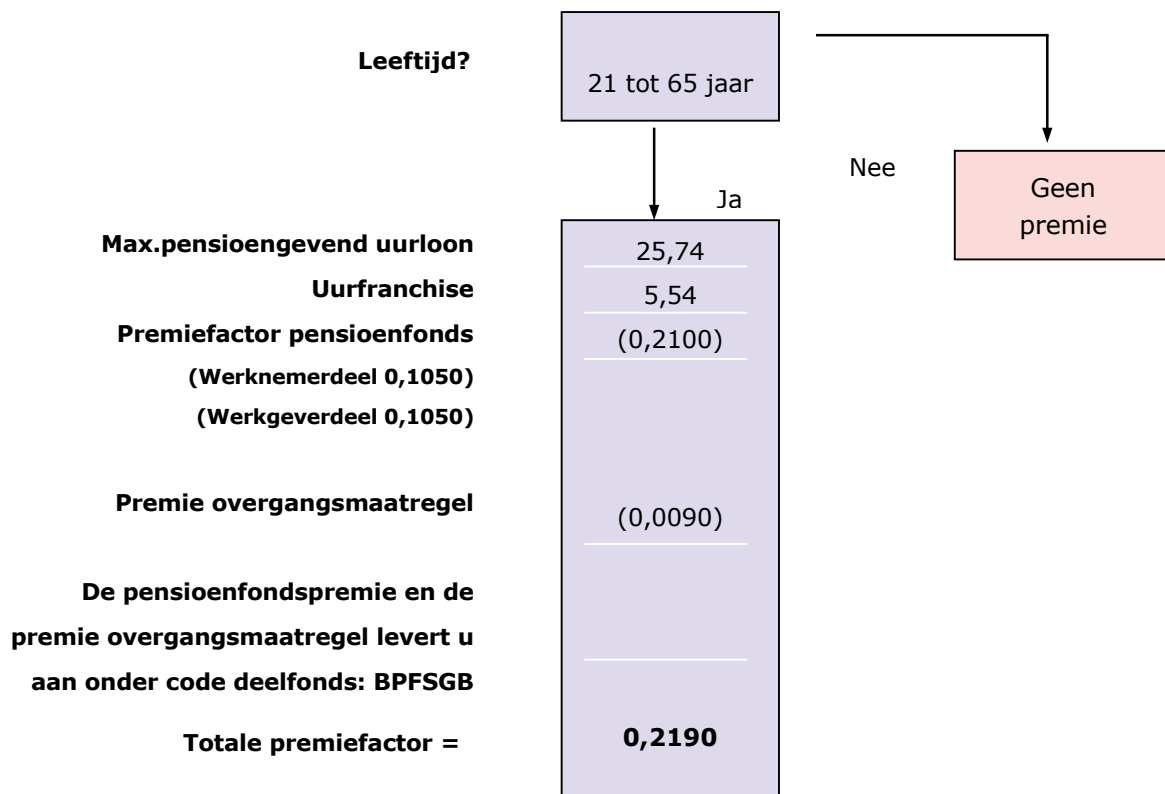 Leeftijd?
21 tot 65 jaar
Nee
Geen
premie
Ja
Max.pensioengevend uurloon
25,74
Uurfranchise
5,54
Premiefactor pensioenfonds
(0,2100)
(Werknemerdeel 0,1050)
(Werkgeverdeel 0,1050)
Premie overgangsmaatregel
(0,0090)
De pensioenfondspremie en de
premie overgangsmaatregel levert u
aan onder code deelfonds: BPFSGB
Totale premiefactor =
0,2190